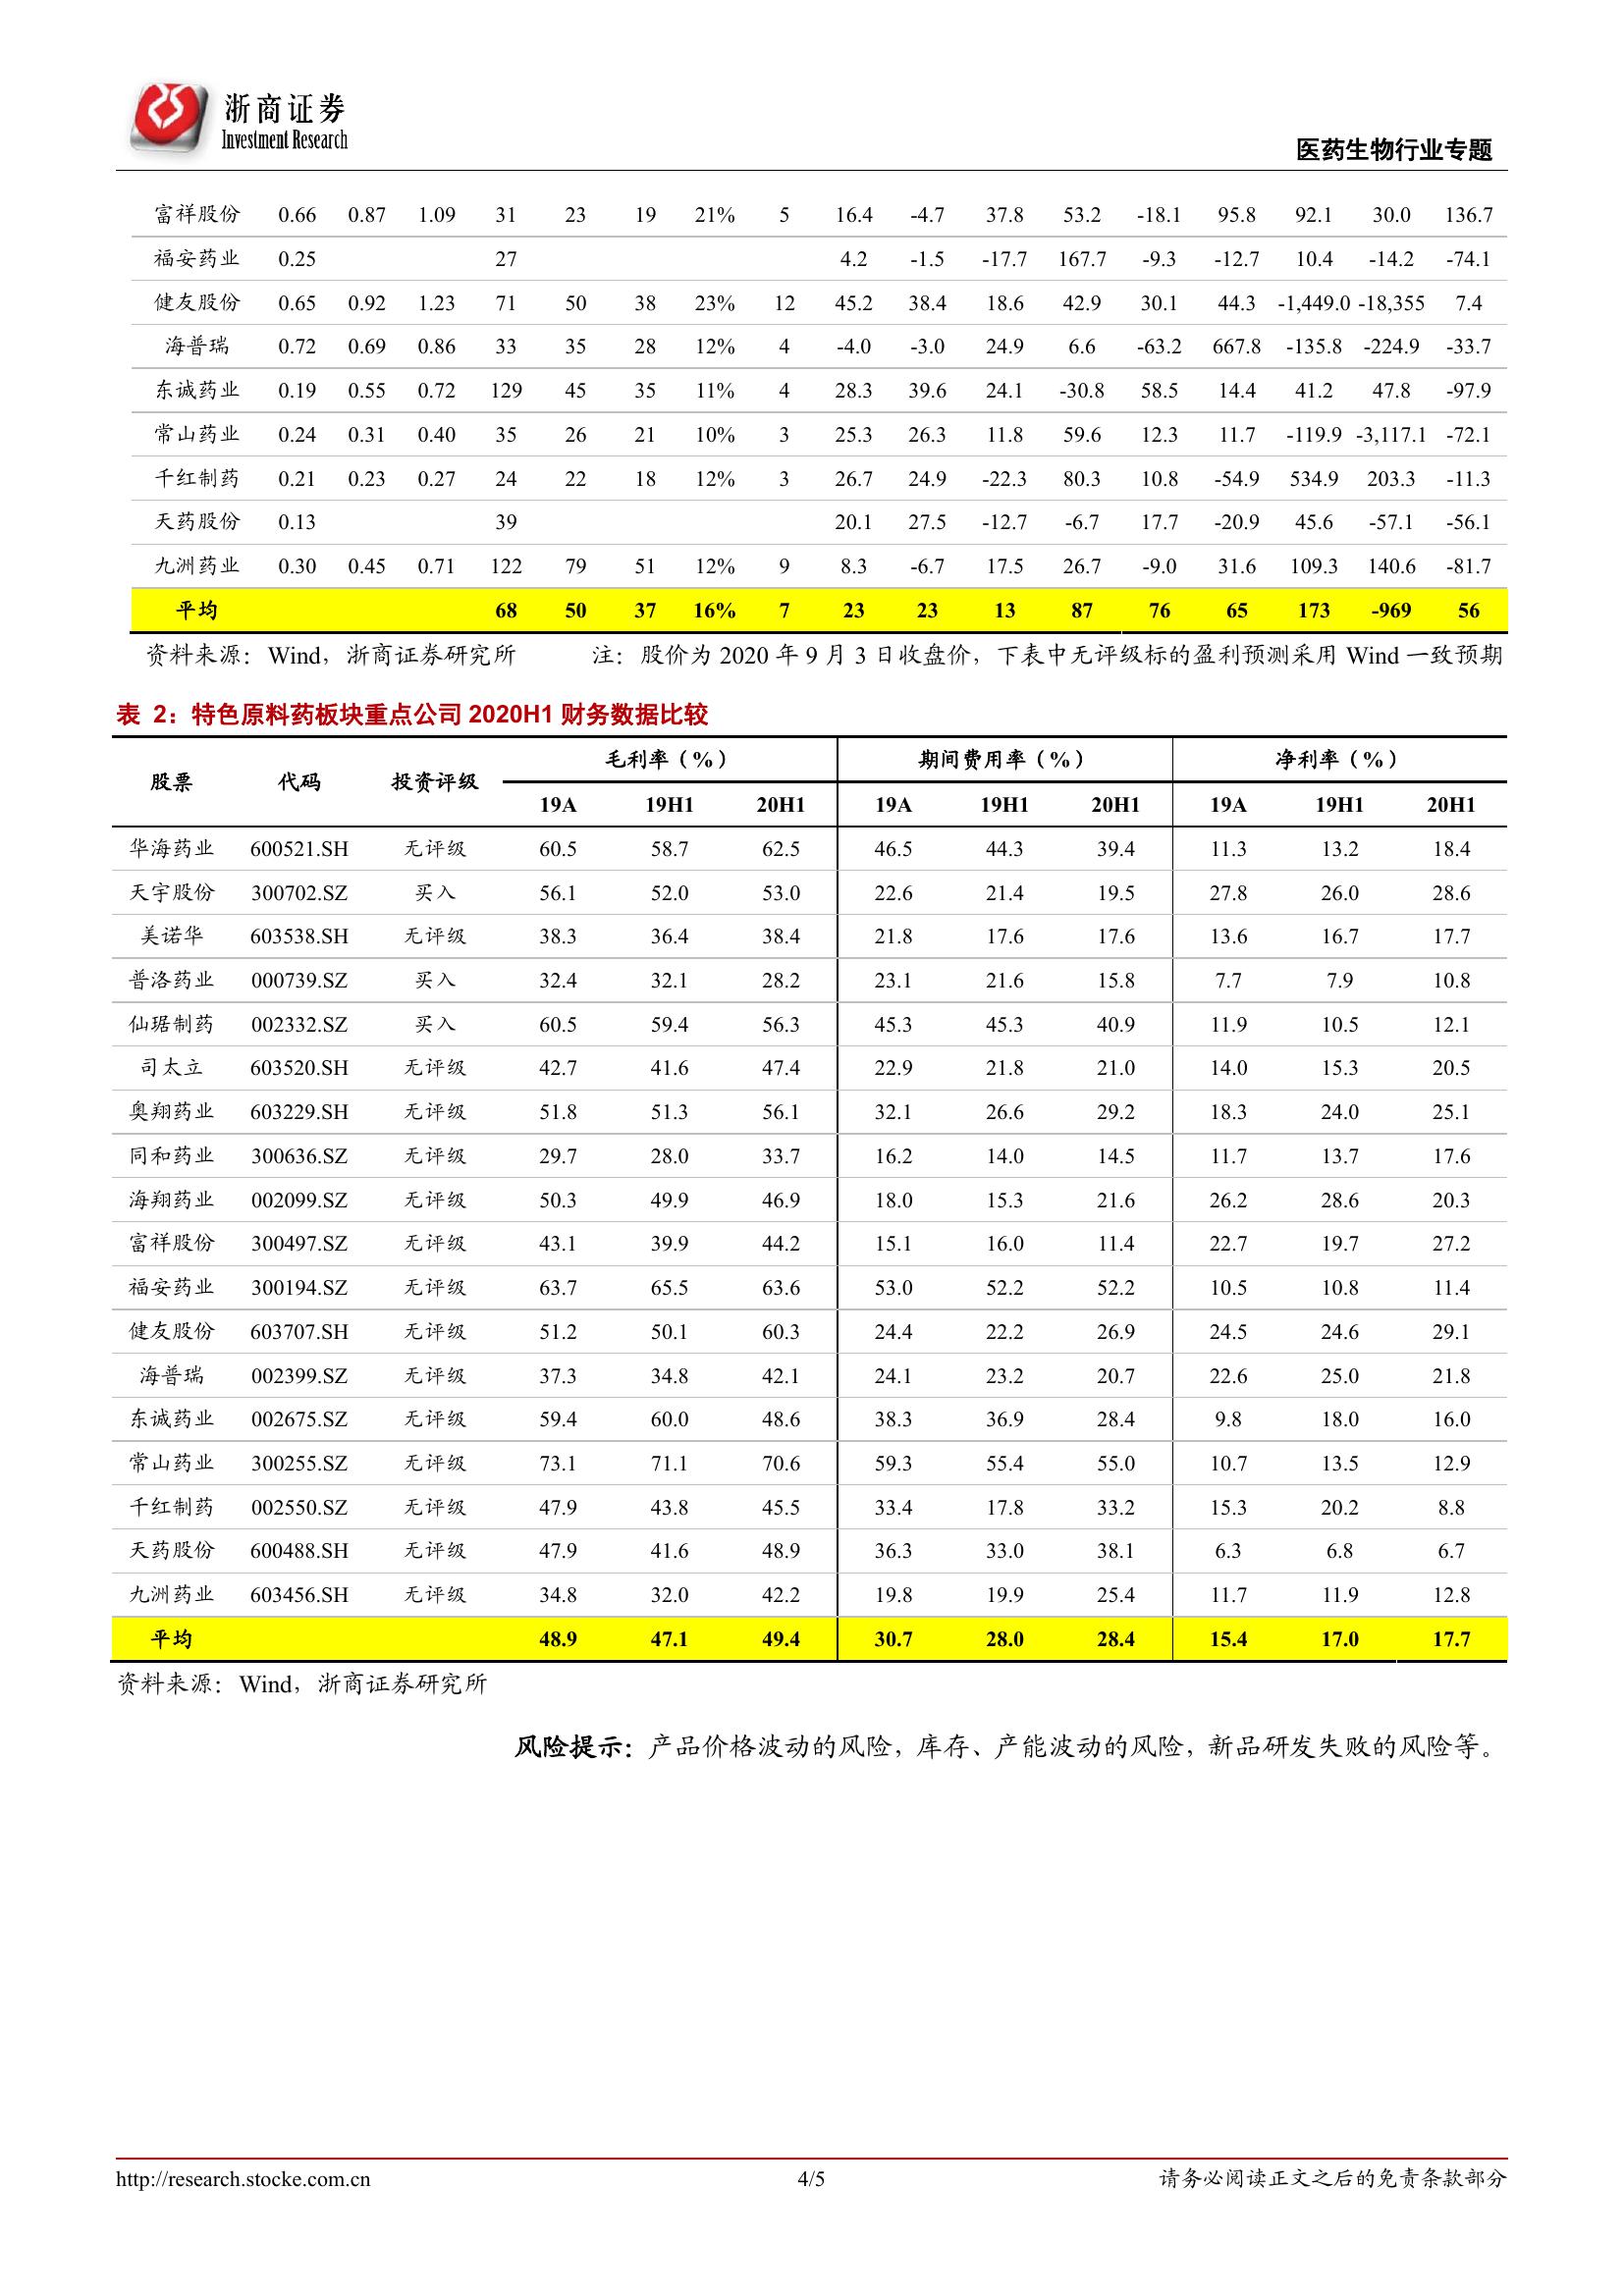 浙商证券
Investment Research
医药生物行业专题
富祥股份 0.66 0.87 1.09 31 23 19 21% 5 16.4 -4.7 37.8 53.2 -18.1 95.8 92.1 30.0 136.7
福安药业 0.25 27 4.2 -1.5 -17.7 167.7 -9.3 -12.7 10.4 -14.2 -74.1
健友股份 0.65 0.92 1.23 71 50 38 23% 12 45.2 38.4 18.6 42.9 30.1 44.3 -1,449.0 -18,355 7.4
海普瑞 0.72 0.69 0.86 33 35 28 12% 4 -4.0 -3.0 24.9 6.6 -63.2 667.8 -135.8 -224.9 -33.7
东诚药业 0.19 0.55 0.72 129 45 35 11% 4 28.3 39.6 24.1 -30.8 58.5 14.4 41.2 47.8 -97.9
常山药业 0.24 0.31 0.40 35 26 21 10% 3 25.3 26.3 11.8 59.6 12.3 11.7 -119.9 -3,117.1 -72.1
千红制药 0.21 0.23 0.27 24 22 18 12% 3 26.7 24.9 -22.3 80.3 10.8 -54.9 534.9 203.3 -11.3
天药股份 0.13 39 20.1 27.5 -12.7 -6.7 17.7 -20.9 45.6 -57.1 -56.1
九洲药业 0.30 0.45 0.71 122 79 51 12% 9 8.3 -6.7 17.5 26.7 -9.0 31.6 109.3 140.6 -81.7
平均 68 50 37 16% 7 23 23 13 87 76 65 173 -969 56
资料来源：Wind，浙商证券研究所 注：股价为 2020 年 9 月 3 日收盘价，下表中无评级标的盈利预测采用 Wind 一致预期
表 2：特色原料药板块重点公司 2020H1 财务数据比较
股票 代码 投资评级 毛利率（%） 期间费用率（%） 净利率（%）
19A 19H1 20H1 19A 19H1 20H1 19A 19H1 20H1
华海药业 600521.SH 无评级 60.5 58.7 62.5 46.5 44.3 39.4 11.3 13.2 18.4
天宇股份 300702.SZ 买入 56.1 52.0 53.0 22.6 21.4 19.5 27.8 26.0 28.6
美诺华 603538.SH 无评级 38.3 36.4 38.4 21.8 17.6 17.6 13.6 16.7 17.7
普洛药业 000739.SZ 买入 32.4 32.1 28.2 23.1 21.6 15.8 7.7 7.9 10.8
仙琚制药 002332.SZ 买入 60.5 59.4 56.3 45.3 45.3 40.9 11.9 10.5 12.1
司太立 603520.SH 无评级 42.7 41.6 47.4 22.9 21.8 21.0 14.0 15.3 20.5
奥翔药业 603229.SH 无评级 51.8 51.3 56.1 32.1 26.6 29.2 18.3 24.0 25.1
同和药业 300636.SZ 无评级 29.7 28.0 33.7 16.2 14.0 14.5 11.7 13.7 17.6
海翔药业 002099.SZ 无评级 50.3 49.9 46.9 18.0 15.3 21.6 26.2 28.6 20.3
富祥股份 300497.SZ 无评级 43.1 39.9 44.2 15.1 16.0 11.4 22.7 19.7 27.2
福安药业 300194.SZ 无评级 63.7 65.5 63.6 53.0 52.2 52.2 10.5 10.8 11.4
健友股份 603707.SH 无评级 51.2 50.1 60.3 24.4 22.2 26.9 24.5 24.6 29.1
海普瑞 002399.SZ 无评级 37.3 34.8 42.1 24.1 23.2 20.7 22.6 25.0 21.8
东诚药业 002675.SZ 无评级 59.4 60.0 48.6 38.3 36.9 28.4 9.8 18.0 16.0
常山药业 300255.SZ 无评级 73.1 71.1 70.6 59.3 55.4 55.0 10.7 13.5 12.9
千红制药 002550.SZ 无评级 47.9 43.8 45.5 33.4 17.8 33.2 15.3 20.2 8.8
天药股份 600488.SH 无评级 47.9 41.6 48.9 36.3 33.0 38.1 6.3 6.8 6.7
九洲药业 603456.SH 无评级 34.8 32.0 42.2 19.8 19.9 25.4 11.7 11.9 12.8
平均 48.9 47.1 49.4 30.7 28.0 28.4 15.4 17.0 17.7
资料来源：Wind，浙商证券研究所
风险提示：产品价格波动的风险，库存、产能波动的风险，新品研发失败的风险等。
http://research.stocke.com.cn 4/5 请务必阅读正文之后的免责条款部分